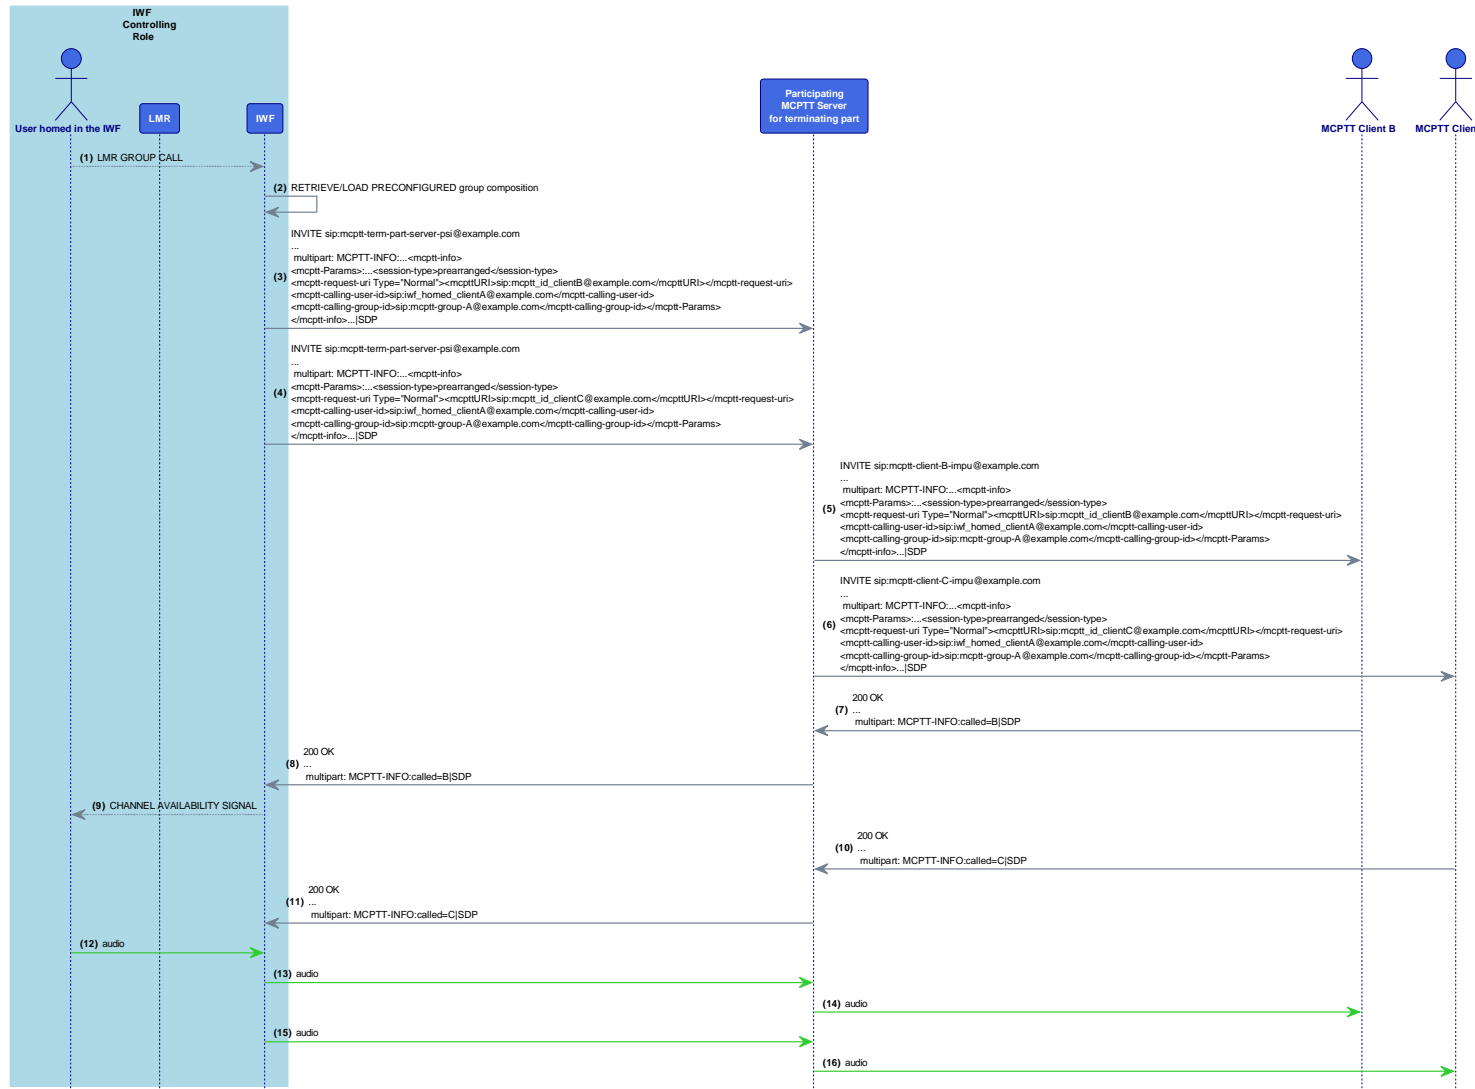 IWF
Controlling
Role
User homed in the IWF
LMR
IWF
Participating
MCPTT Server
for terminating part
MCPTT Client B
MCPTT Clien
(1) LMR GROUP CALL
(2) RETRIEVE/LOAD PRECONFIGURED group composition
INVITE sip:mcptt-term-part-server-psi@example.com
...
multipart: MCPTT-INFO:...<mcptt-info>
<mcptt-Params>:...<session-type>prearranged</session-type>
(3) <mcptt-request-uri Type="Normal"><mcpttURI>sip:mcptt_id_clientB@example.com</mcpttURI></mcptt-request-uri>
<mcptt-calling-user-id>sip:iwf_homed_clientA@example.com</mcptt-calling-user-id>
<mcptt-calling-group-id>sip:mcptt-group-A@example.com</mcptt-calling-group-id></mcptt-Params>
</mcptt-info>...|SDP
INVITE sip:mcptt-term-part-server-psi@example.com
...
multipart: MCPTT-INFO:...<mcptt-info>
<mcptt-Params>:...<session-type>prearranged</session-type>
(4) <mcptt-request-uri Type="Normal"><mcpttURI>sip:mcptt_id_clientC@example.com</mcpttURI></mcptt-request-uri>
<mcptt-calling-user-id>sip:iwf_homed_clientA@example.com</mcptt-calling-user-id>
<mcptt-calling-group-id>sip:mcptt-group-A@example.com</mcptt-calling-group-id></mcptt-Params>
</mcptt-info>...|SDP
INVITE sip:mcptt-client-B-impu@example.com
...
multipart: MCPTT-INFO:...<mcptt-info>
<mcptt-Params>:...<session-type>prearranged</session-type>
(5) <mcptt-request-uri Type="Normal"><mcpttURI>sip:mcptt_id_clientB@example.com</mcpttURI></mcptt-request-uri>
<mcptt-calling-user-id>sip:iwf_homed_clientA@example.com</mcptt-calling-user-id>
<mcptt-calling-group-id>sip:mcptt-group-A@example.com</mcptt-calling-group-id></mcptt-Params>
</mcptt-info>...|SDP
INVITE sip:mcptt-client-C-impu@example.com
...
multipart: MCPTT-INFO:...<mcptt-info>
<mcptt-Params>:...<session-type>prearranged</session-type>
(6) <mcptt-request-uri Type="Normal"><mcpttURI>sip:mcptt_id_clientC@example.com</mcpttURI></mcptt-request-uri>
<mcptt-calling-user-id>sip:iwf_homed_clientA@example.com</mcptt-calling-user-id>
<mcptt-calling-group-id>sip:mcptt-group-A@example.com</mcptt-calling-group-id></mcptt-Params>
</mcptt-info>...|SDP
200 OK
(7) ...
multipart: MCPTT-INFO:called=B|SDP
200 OK
(8) ...
multipart: MCPTT-INFO:called=B|SDP
(9) CHANNEL AVAILABILITY SIGNAL
200 OK
(10) ...
multipart: MCPTT-INFO:called=C|SDP
200 OK
(11) ...
multipart: MCPTT-INFO:called=C|SDP
(12) audio
(13) audio
(14) audio
(15) audio
(16) audio